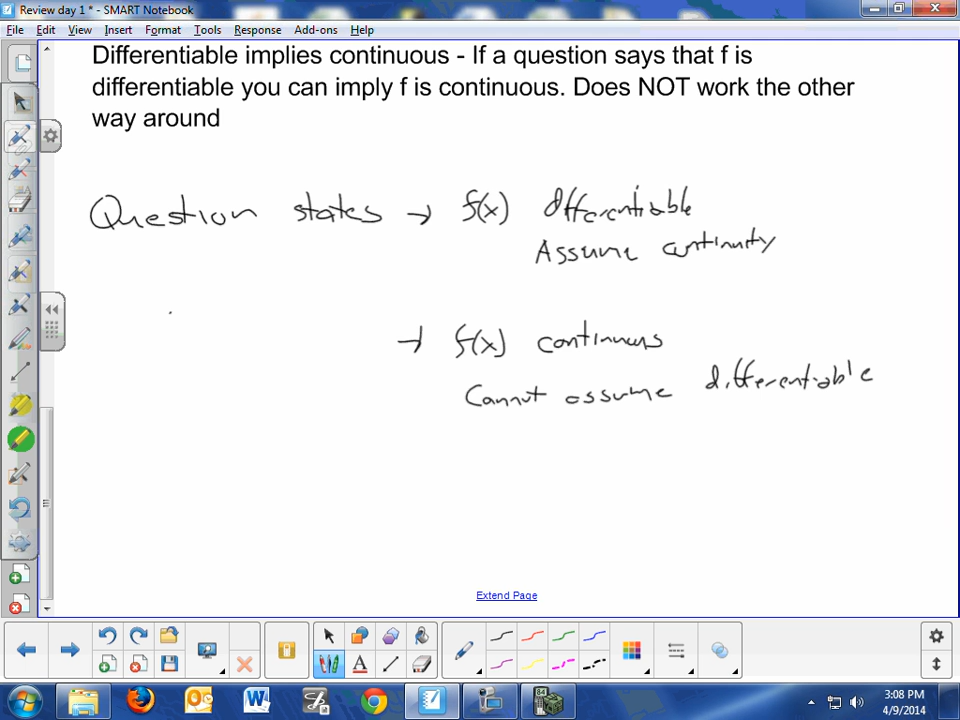 Review day 1 * - SMART Notebook
File Edit View Insert Format Tools Response Add-ons Help
Differentiable implies continuous - If a question says that f is
differentiable you can imply f is continuous. Does NOT work the other
way around
Question states → f(x) differentiable
Assume continuity
→ f(x) continuous
Cannot assume differentiable
Extend Page
3:08 PM
4/9/2014